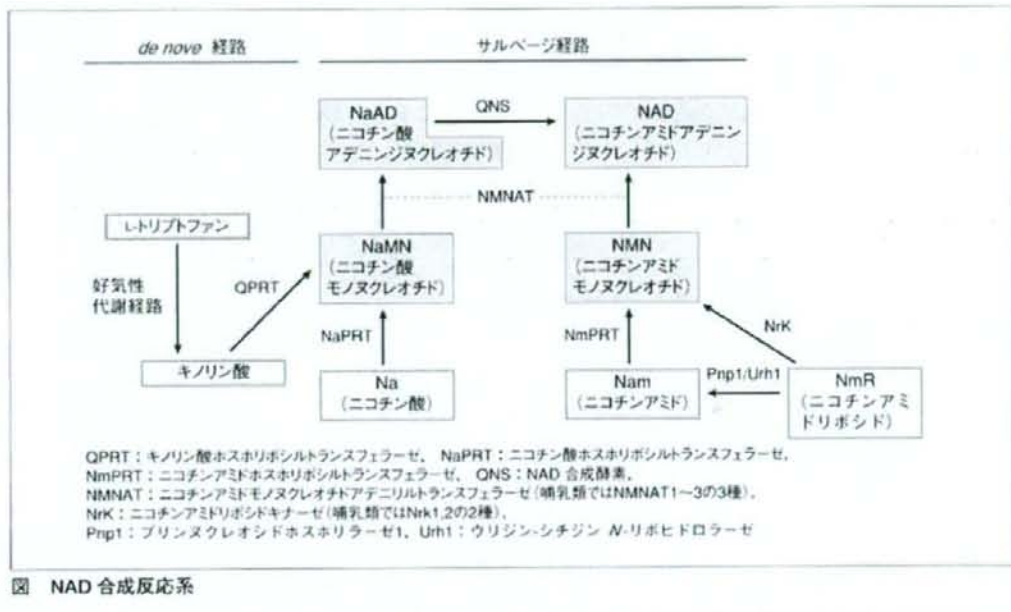 de nove 経路
サルベージ経路
NaAD
(ニコチン酸
アデニンジヌクレオチド)
QNS
NAD
(ニコチンアミドアデニン
ジヌクレオチド)
NMNAT
L-トリプトファン
好気性
代謝経路
QPRT
NaMN
(ニコチン酸
モノヌクレオチド)
NMN
(ニコチンアミド
モノヌクレオチド)
NaPRT
NmPRT
NrK
キノリン酸
Na
(ニコチン酸)
Nam
(ニコチンアミド)
Pnp1/Urh1
NmR
(ニコチンアミ
ドリボシド)
QPRT:キノリン酸ホスホリボシルトランスフェラーゼ, NaPRT:ニコチン酸ホスホリボシルトランスフェラーゼ,
NmPRT:ニコチンアミドホスホリボシルトランスフェラーゼ, QNS:NAD 合成酵素,
NMNAT:ニコチンアミドモノヌクレオチドアデニリルトランスフェラーゼ(哺乳類ではNMNAT1〜3の3種),
NrK:ニコチンアミドリボシドキナーゼ(哺乳類ではNrk1,2の2種),
Pnp1:プリンヌクレオシドホスホリラーゼ1, Urh1:ウリジン-シチジン N-リボヒドロラーゼ
図 NAD 合成反応系